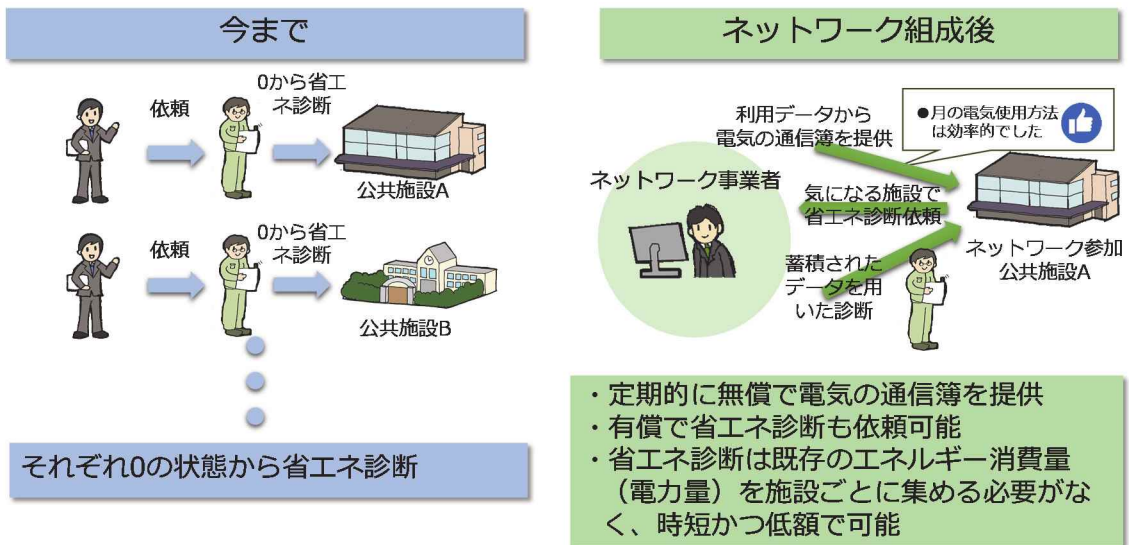 今まで
依頼
0から省エ
ネ診断
公共施設A
依頼
0から省エ
ネ診断
公共施設B
それぞれ0の状態から省エネ診断
ネットワーク組成後
利用データから
電気の通信簿を提供
●月の電気使用方法
は効率的でした
ネットワーク事業者
気になる施設で
省エネ診断依頼
ネットワーク参加
公共施設A
蓄積された
データを用
いた診断
・定期的に無償で電気の通信簿を提供
・有償で省エネ診断も依頼可能
・省エネ診断は既存のエネルギー消費量
（電力量）を施設ごとに集める必要がな
く、時短かつ低額で可能